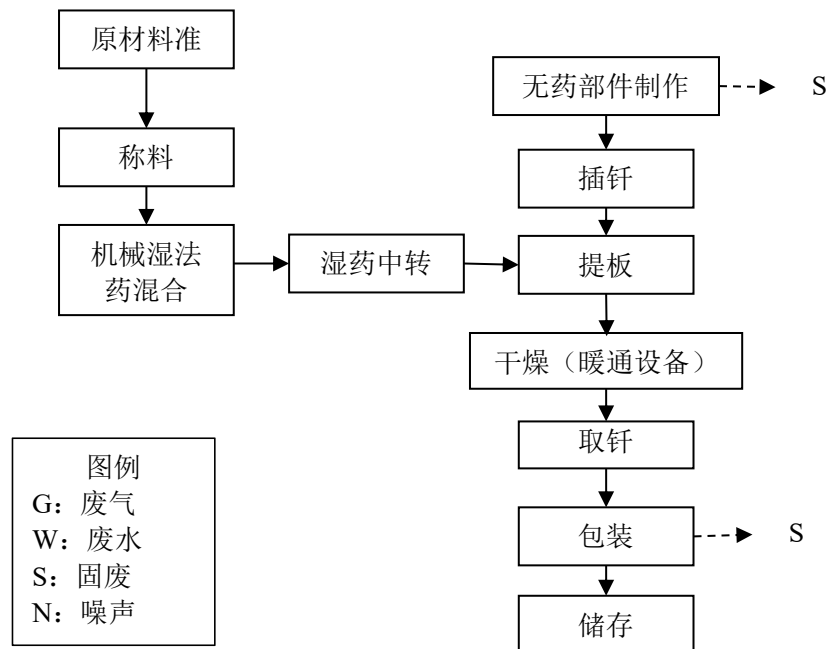 原材料准
称料
机械湿法
药混合
湿药中转
无药部件制作
S
插钎
提板
干燥（暖通设备）
取钎
包装
S
储存
图例
G：废气
W：废水
S：固废
N：噪声